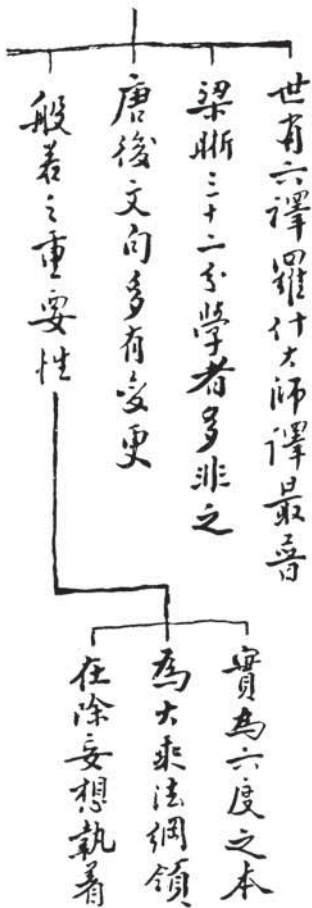 世有六譯羅什大師譯最普
梁晰三十二分學者多非之
唐後文句多有變更
般若之重要性
實為六度之本
為大乘法綱領
在除妄想執着